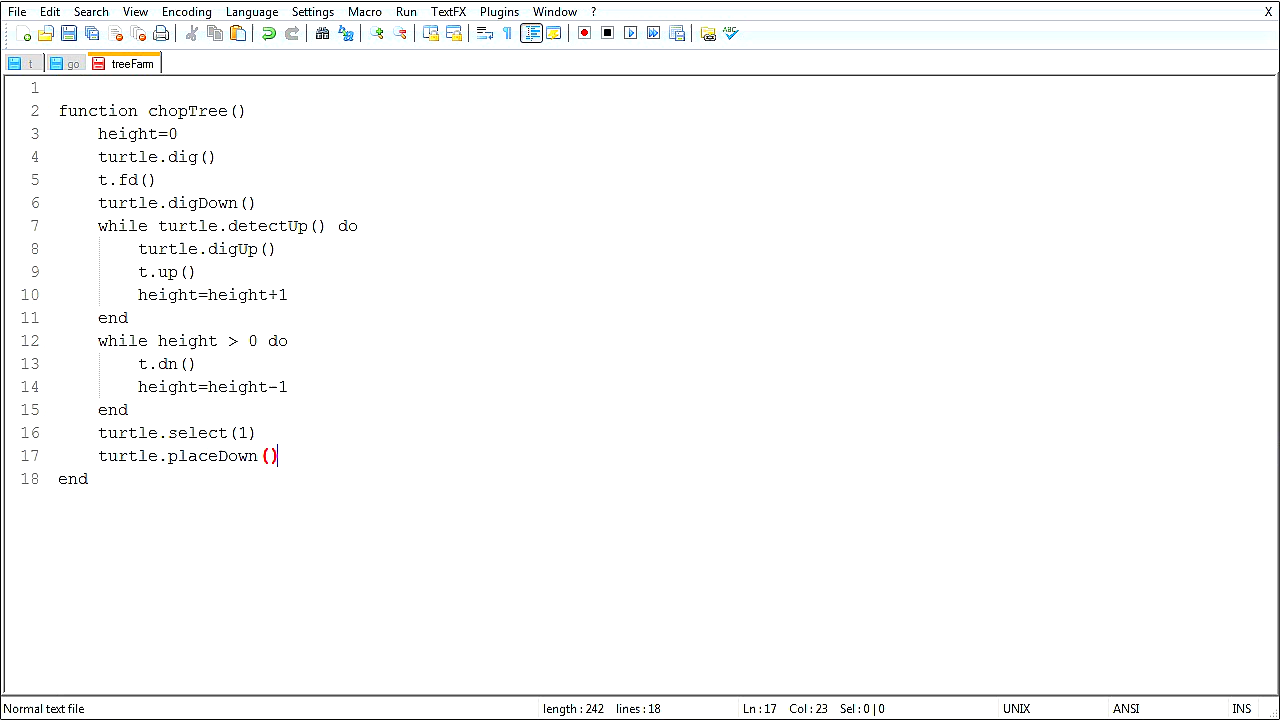 File Edit Search View Encoding Language Settings Macro Run TextFX Plugins Window ? X
ABC
t go treeFarm
1
2 function chopTree()
3 height=0
4 turtle.dig()
5 t.fd()
6 turtle.digDown()
7 while turtle.detectUp() do
8 turtle.digUp()
9 t.up()
10 height=height+1
11 end
12 while height > 0 do
13 t.dn()
14 height=height-1
15 end
16 turtle.select(1)
17 turtle.placeDown()
18 end
Normal text file length : 242 lines : 18 Ln : 17 Col : 23 Sel : 0 | 0 UNIX ANSI INS